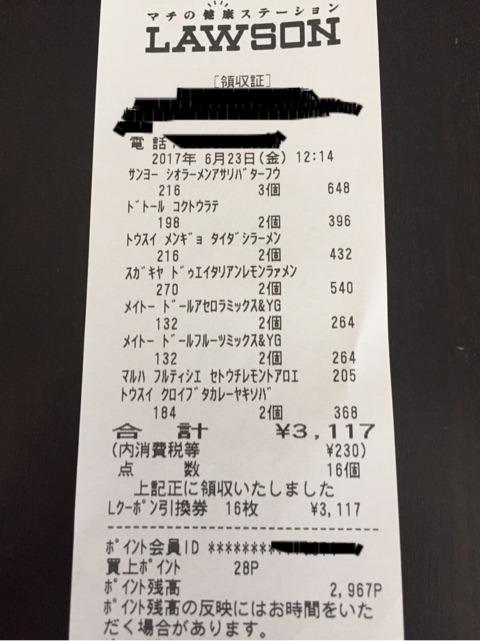 マチの健康ステーション
LAWSON
[領収証]
電話
2017年 6月23日(金) 12:14
サンヨー シオラーメンアサリバターフウ
216 3個 648
ドトール コクトウラテ
198 2個 396
トウスイ メンギョ タイダシラーメン
216 2個 432
スガキヤ ドゥエイタリアンレモンラァメン
270 2個 540
メイトー ドールアセロラミックス&YG
132 2個 264
メイトー ドールフルーツミックス&YG
132 2個 264
マルハ フルティシエ セトウチレモントアロエ 205
トウスイ クロイブタカレーヤキソバ
184 2個 368
合計 ¥3,117
(内消費税等 ¥230)
点数 16個
上記正に領収いたしました
Lクーポン引換券 16枚 ¥3,117
ポイント会員ID ********
買上ポイント 28P
ポイント残高 2,967P
ポイント残高の反映にはお時間をいた
だく場合があります。